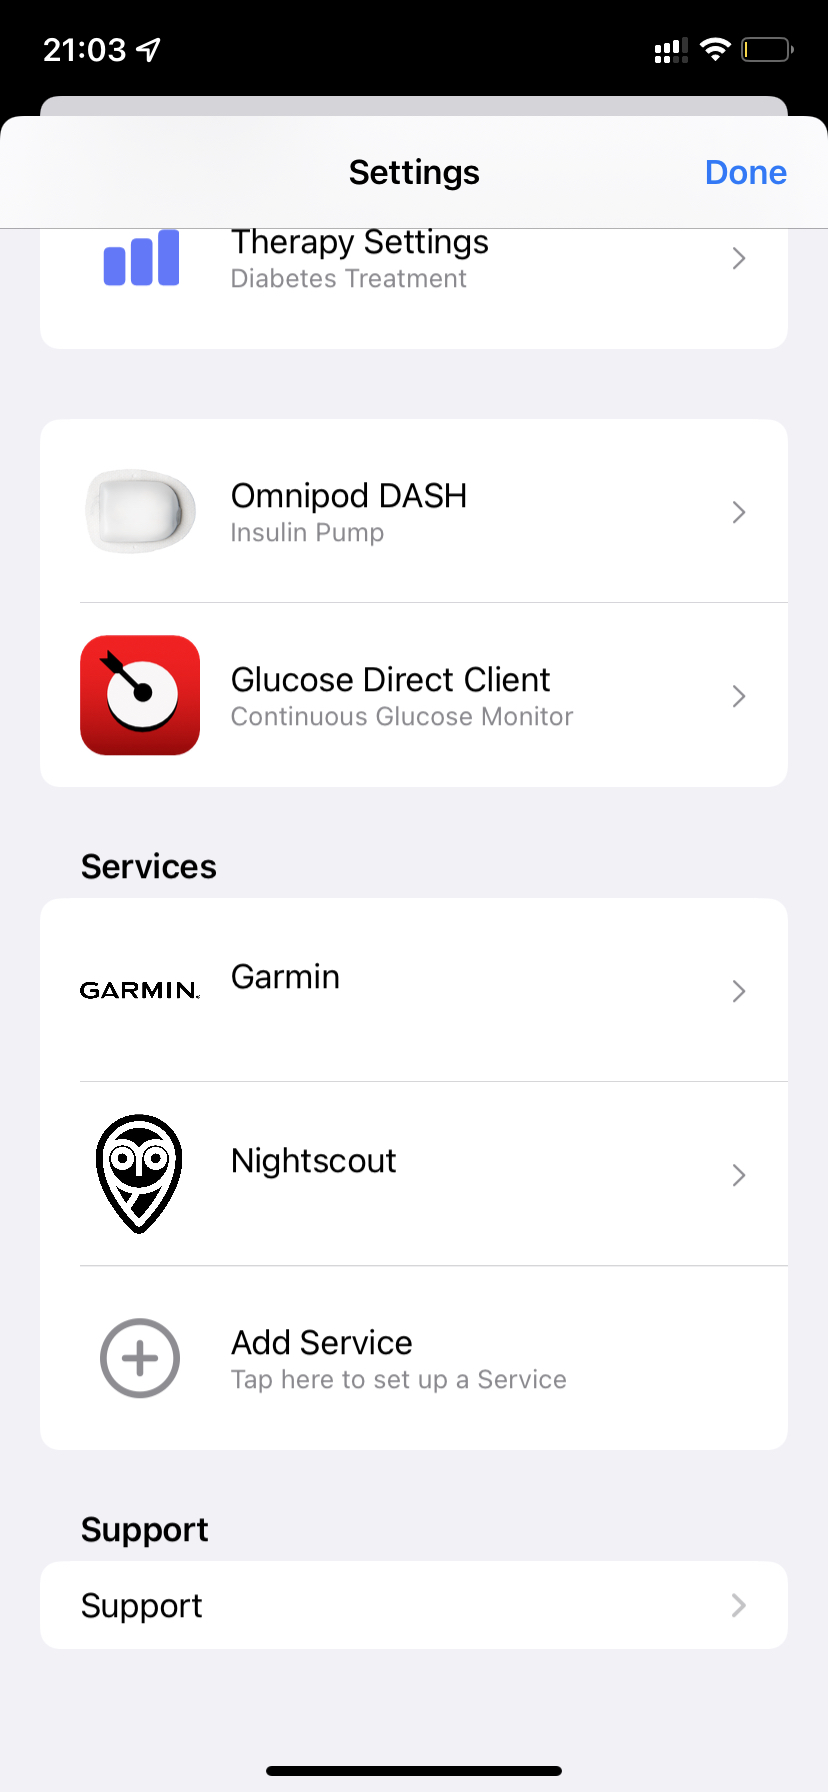 21:03
Settings
Done
Therapy Settings
Diabetes Treatment
Omnipod DASH
Insulin Pump
Glucose Direct Client
Continuous Glucose Monitor
Services
GARMIN.
Garmin
Nightscout
Add Service
Tap here to set up a Service
Support
Support